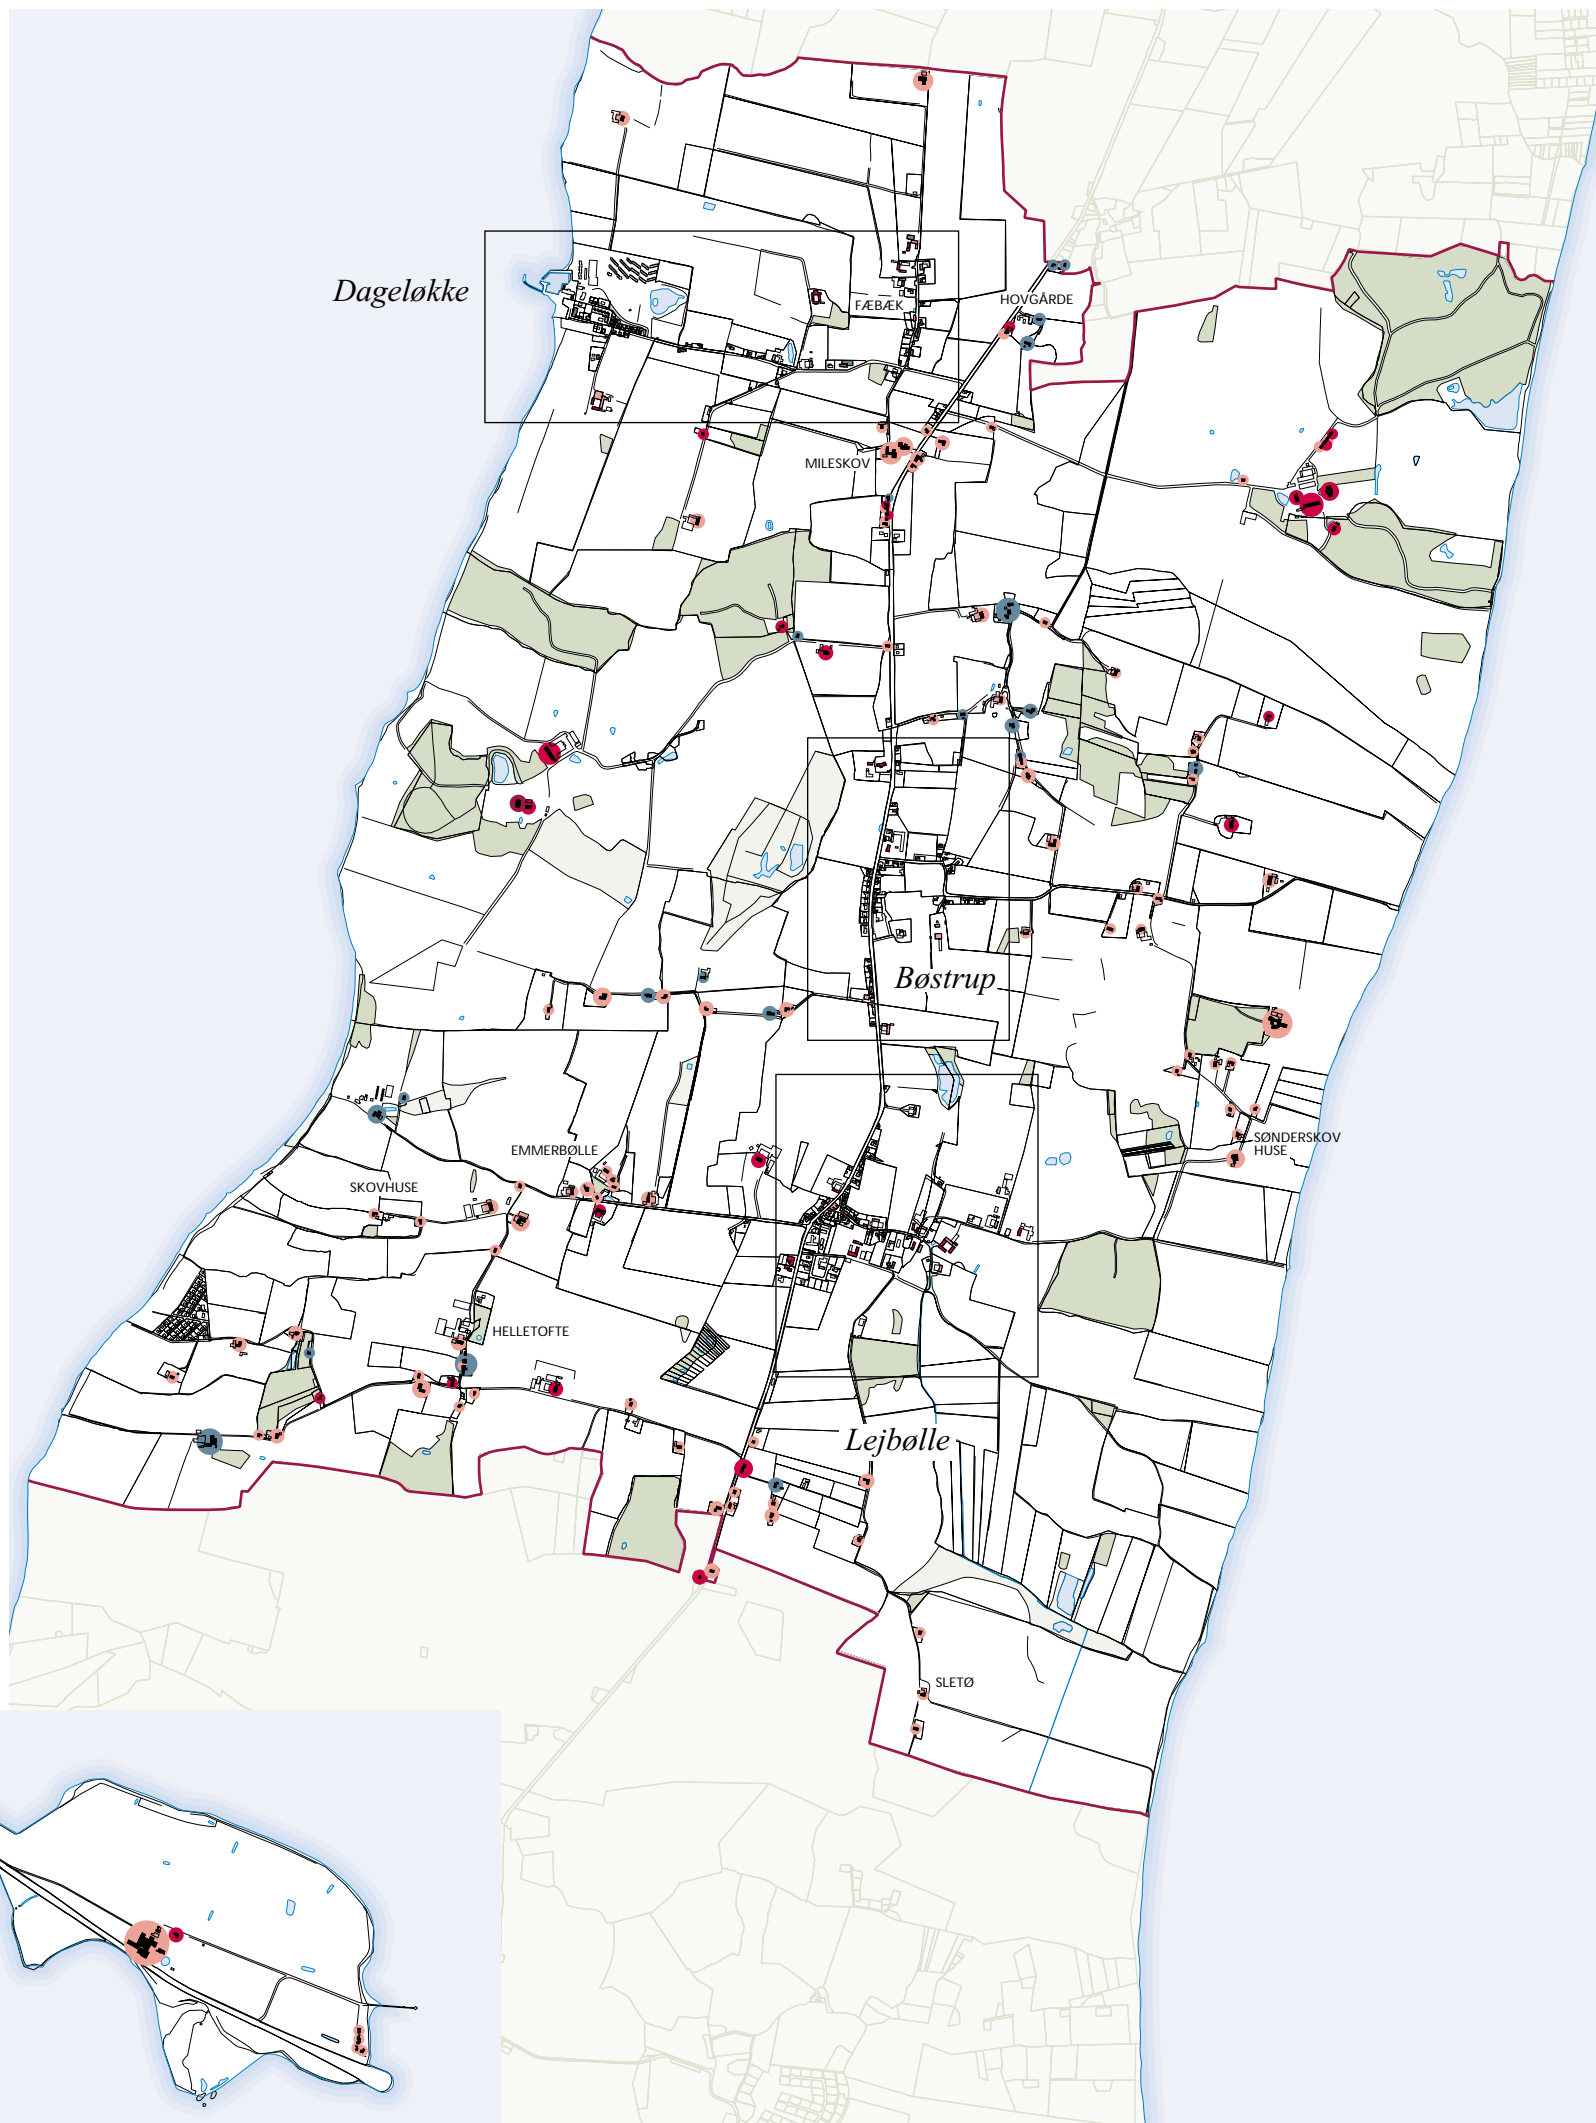 Dageløkke
FÆBÆK
HOVGÅRDE
MILESKOV
Bøstrup
EMMERBØLLE
SKOVHUSE
SØNDERSKOV
HUSE
HELLETOFTE
Lejbølle
SLETØ